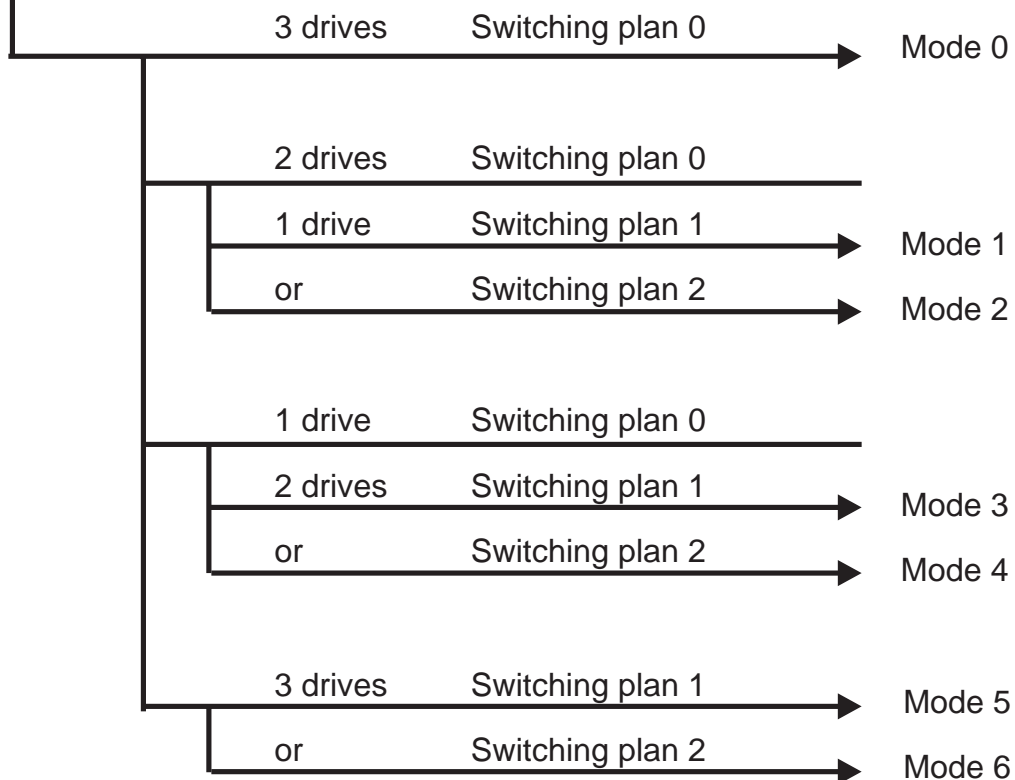 3 drives Switching plan 0 Mode 0
2 drives Switching plan 0
1 drive Switching plan 1 Mode 1
or Switching plan 2 Mode 2
1 drive Switching plan 0
2 drives Switching plan 1 Mode 3
or Switching plan 2 Mode 4
3 drives Switching plan 1 Mode 5
or Switching plan 2 Mode 6